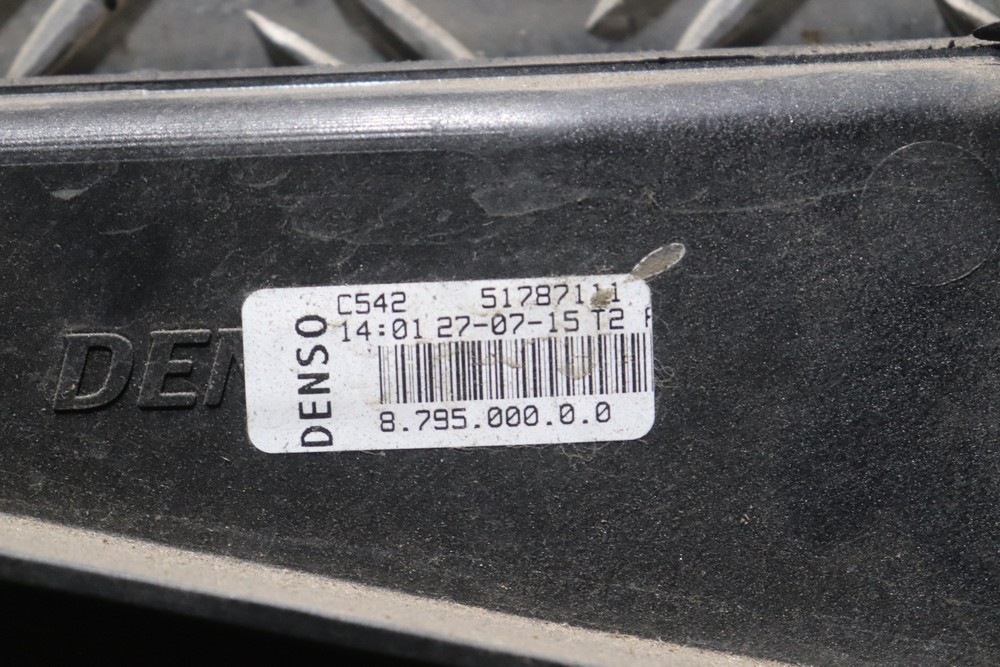 C542 51787111
14:01 27-07-15 T2
DENSO
8.795.000.0.0
DEN